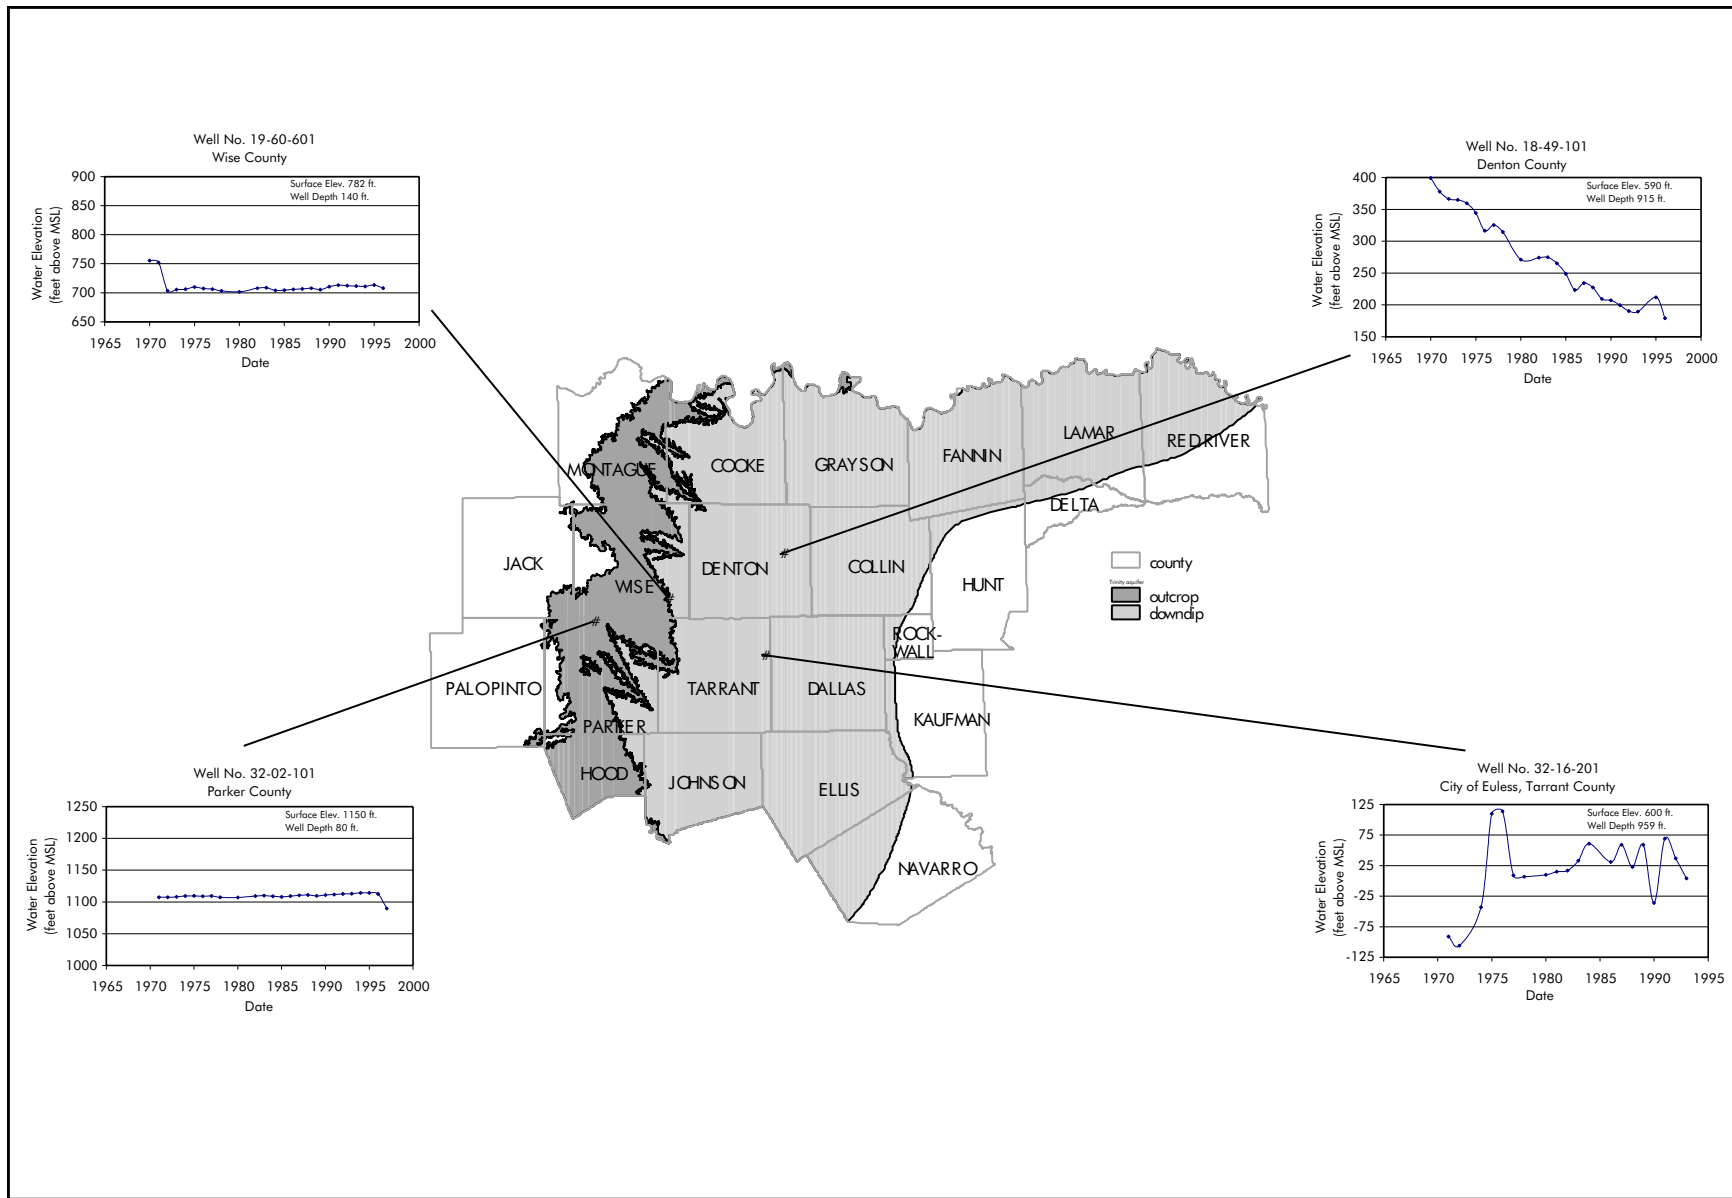 Well No. 19-60-601
Wise County
Surface Elev. 782 ft.
Well Depth 140 ft.
Water Elevation
(feet above MSL)
900
850
800
750
700
650
1965 1970 1975 1980 1985 1990 1995 2000
Date
Well No. 18-49-101
Denton County
Surface Elev. 590 ft.
Well Depth 915 ft.
Water Elevation
(feet above MSL)
400
350
300
250
200
150
1965 1970 1975 1980 1985 1990 1995 2000
Date
MONTAGUE
COOKE
GRAYSON
FANNIN
LAMAR
RED RIVER
DELTA
JACK
WISE
DENTON
COLLIN
HUNT
#
#
#
#
ROCK-
WALL
PALO PINTO
PARKER
TARRANT
DALLAS
KAUFMAN
HOOD
JOHNSON
ELLIS
NAVARRO
county
Trinity aquifer
outcrop
downdip
Well No. 32-02-101
Parker County
Surface Elev. 1150 ft.
Well Depth 80 ft.
Water Elevation
(feet above MSL)
1250
1200
1150
1100
1050
1000
1965 1970 1975 1980 1985 1990 1995 2000
Date
Well No. 32-16-201
City of Euless, Tarrant County
Surface Elev. 600 ft.
Well Depth 959 ft.
Water Elevation
(feet above MSL)
125
75
25
-25
-75
-125
1965 1970 1975 1980 1985 1990 1995
Date